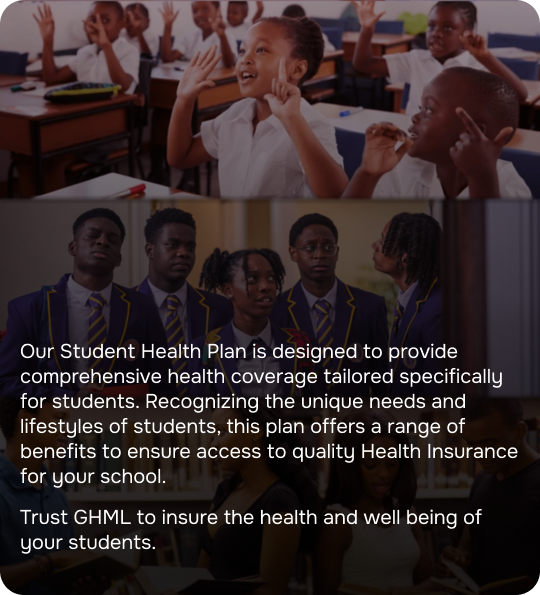 Our Student Health Plan is designed to provide
comprehensive health coverage tailored specifically
for students. Recognizing the unique needs and
lifestyles of students, this plan offers a range of
benefits to ensure access to quality Health Insurance
for your school.
Trust GHML to insure the health and well being of
your students.